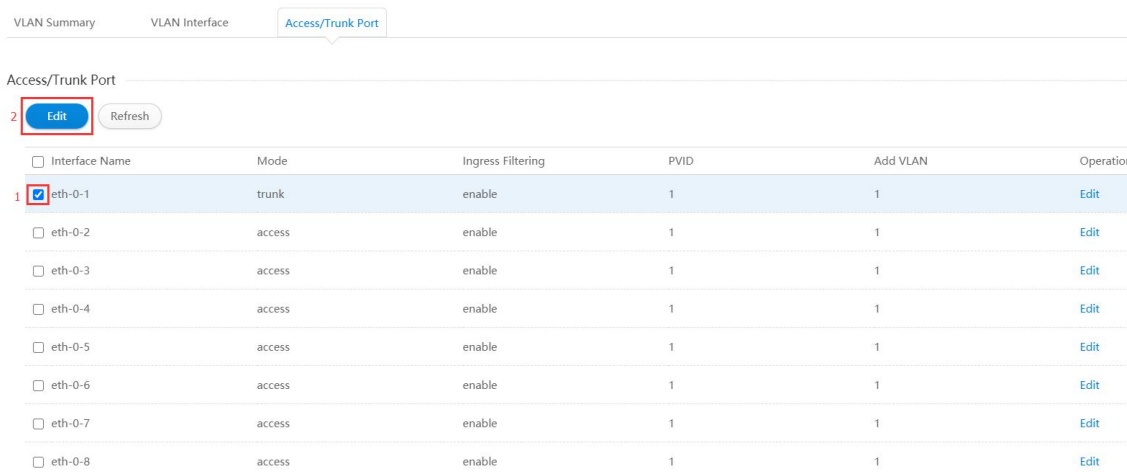 VLAN Summary VLAN Interface Access/Trunk Port
Access/Trunk Port
2 Edit Refresh
Interface Name Mode Ingress Filtering PVID Add VLAN Operation
1 eth-0-1 trunk enable 1 1 Edit
eth-0-2 access enable 1 1 Edit
eth-0-3 access enable 1 1 Edit
eth-0-4 access enable 1 1 Edit
eth-0-5 access enable 1 1 Edit
eth-0-6 access enable 1 1 Edit
eth-0-7 access enable 1 1 Edit
eth-0-8 access enable 1 1 Edit